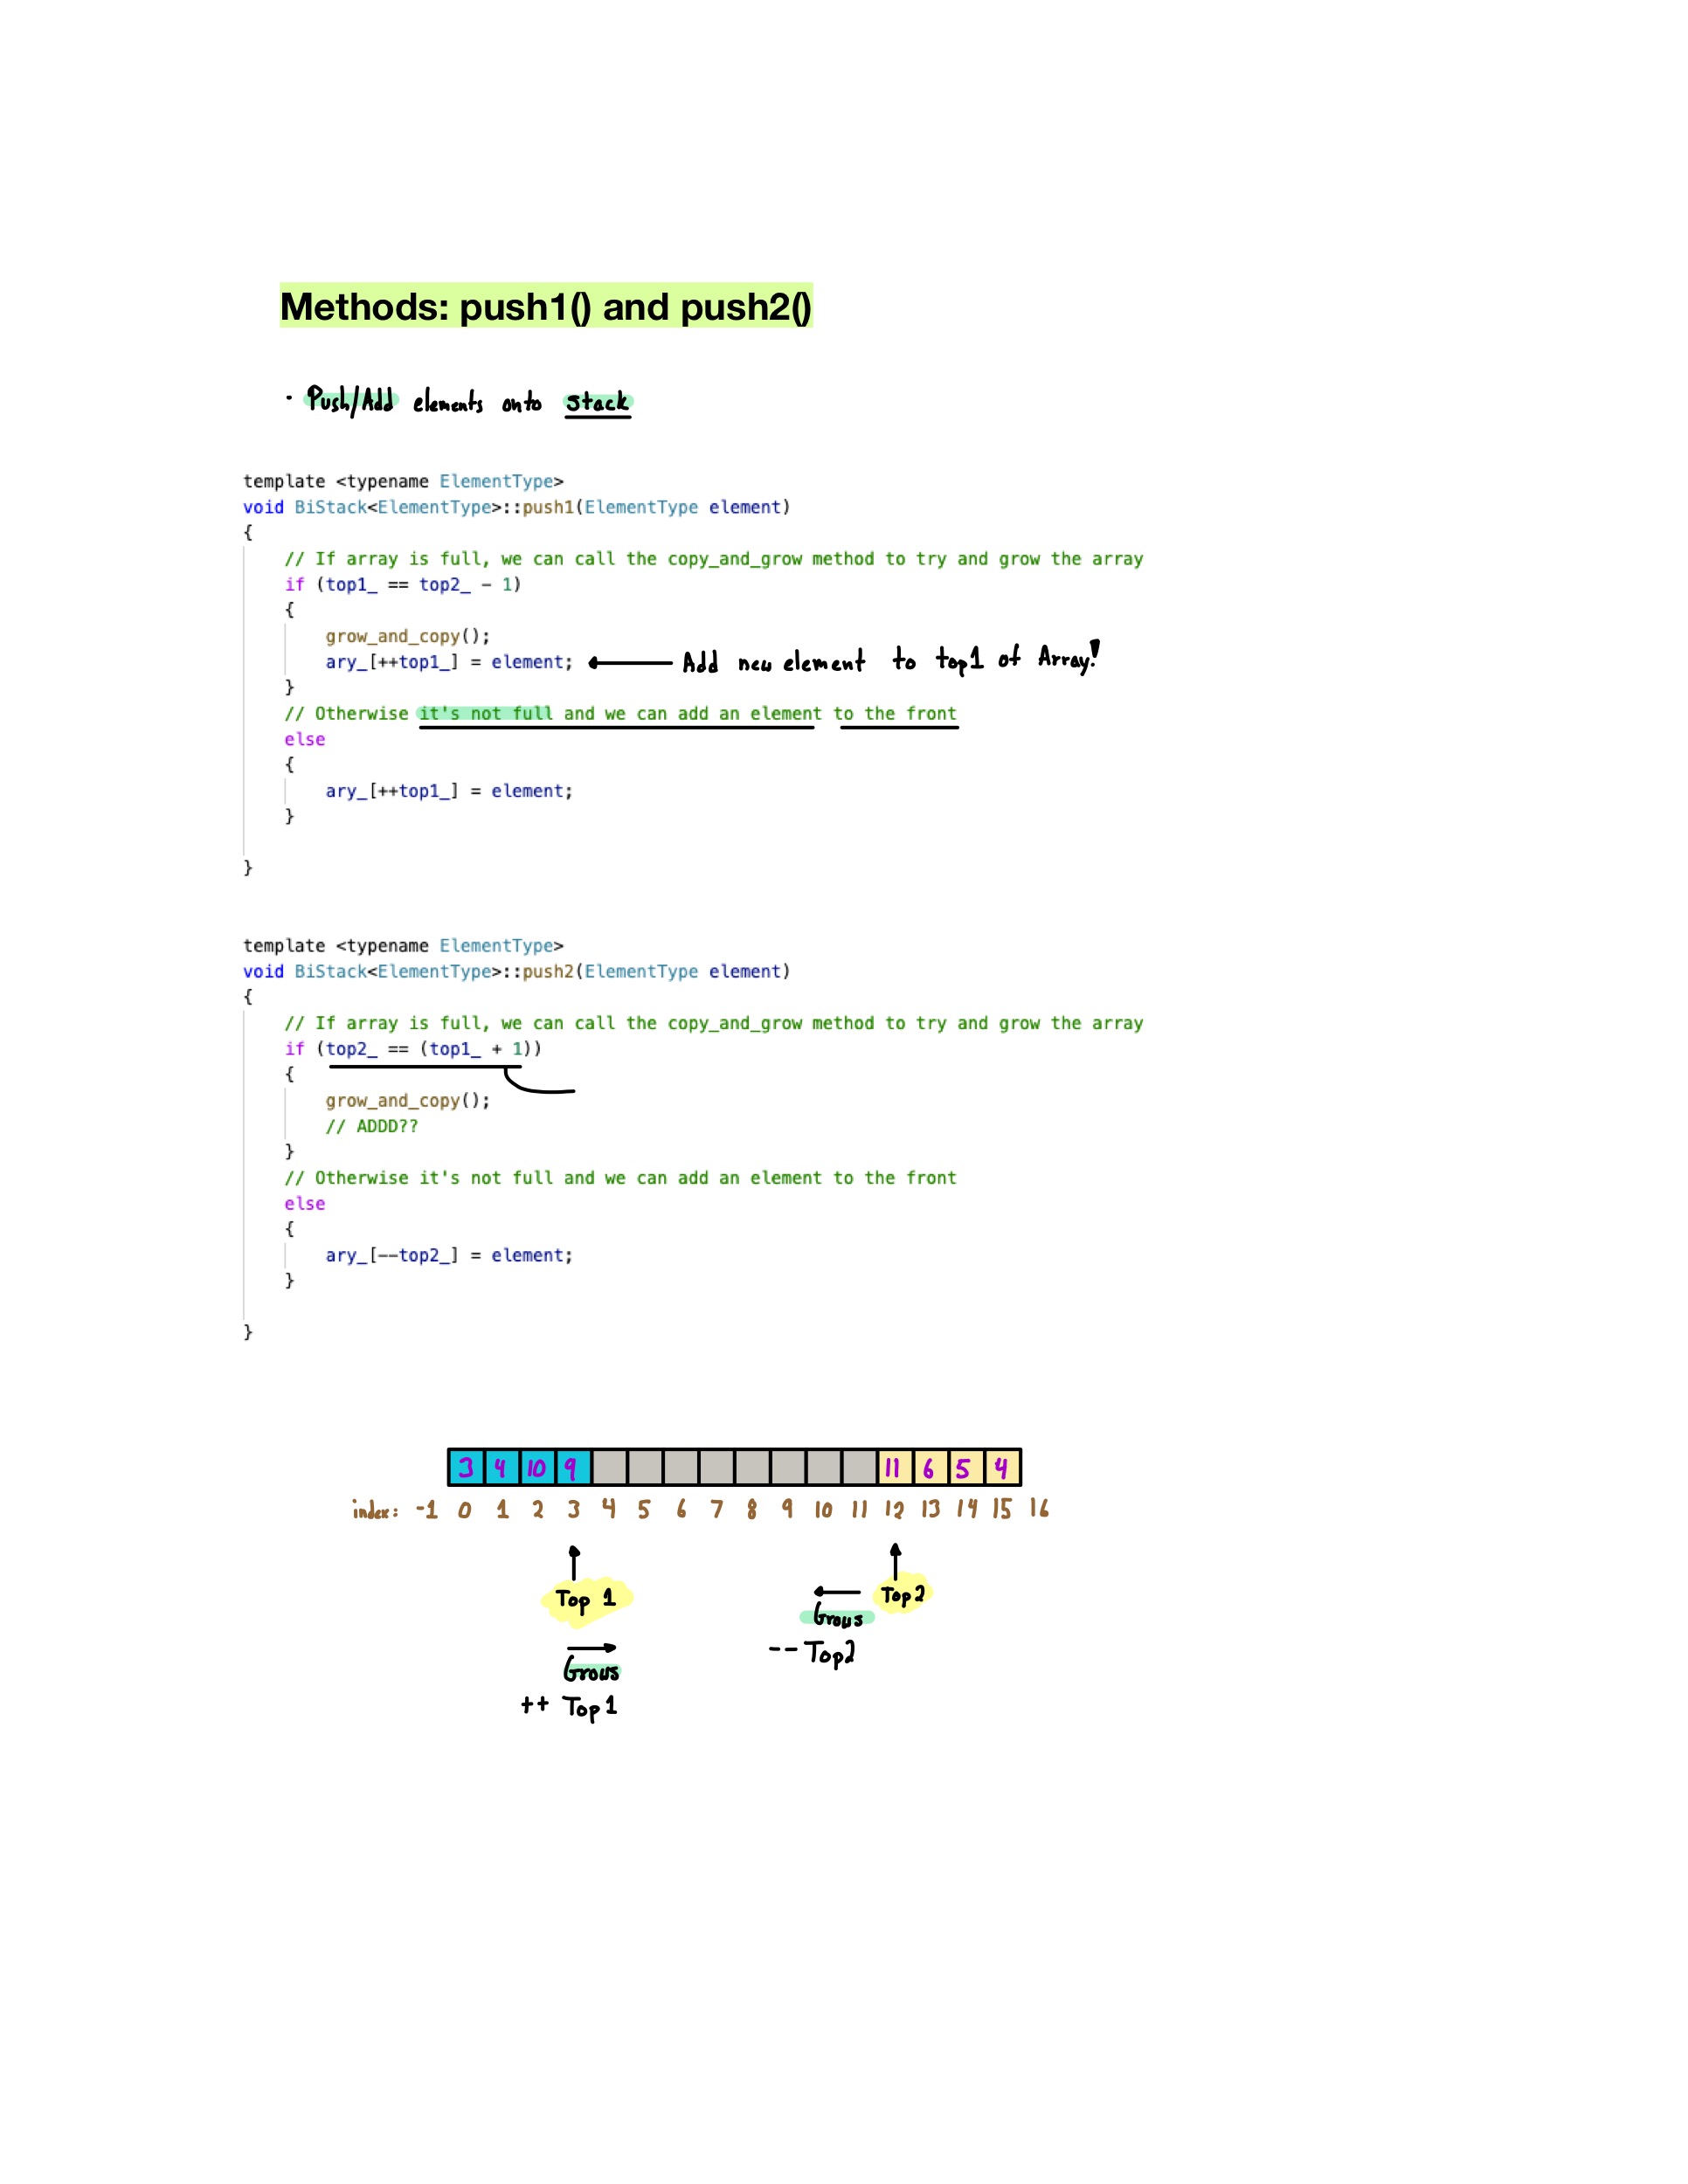 Methods: push1() and push2()
· Push/Add elements onto stack
template <typename ElementType>
void BiStack<ElementType>::push1(ElementType element)
{
// If array is full, we can call the copy_and_grow method to try and grow the array
if (top1_ == top2_ - 1)
{
grow_and_copy();
ary_[++top1_] = element; Add new element to top1 of Array!
}
// Otherwise it's not full and we can add an element to the front
else
{
ary_[++top1_] = element;
}
}
template <typename ElementType>
void BiStack<ElementType>::push2(ElementType element)
{
// If array is full, we can call the copy_and_grow method to try and grow the array
if (top2_ == (top1_ + 1))
{
grow_and_copy();
// ADDD??
}
// Otherwise it's not full and we can add an element to the front
else
{
ary_[--top2_] = element;
}
}
3 4 10 9 11 6 5 4
index: -1 0 1 2 3 4 5 6 7 8 9 10 11 12 13 14 15 16
Top 1 Top2
Grows
--Top2
Grows
++ Top1